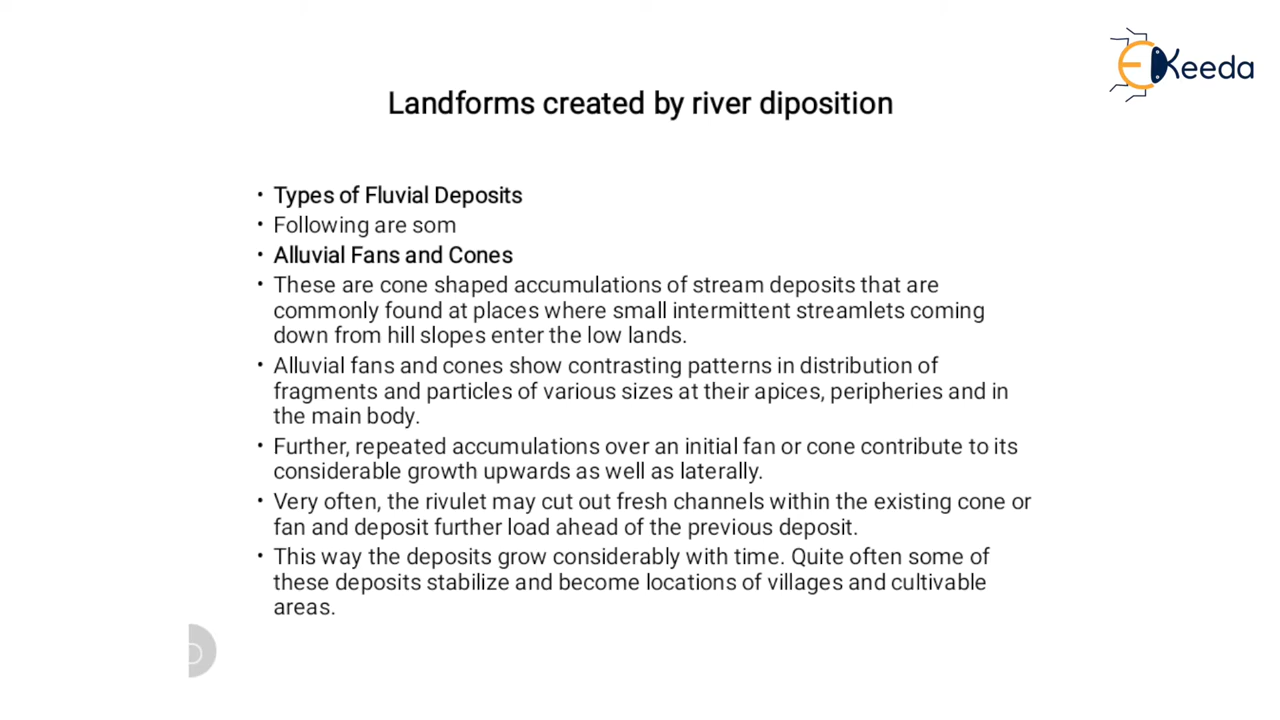 EKeeda
Landforms created by river diposition
• Types of Fluvial Deposits
• Following are som
• Alluvial Fans and Cones
• These are cone shaped accumulations of stream deposits that are
commonly found at places where small intermittent streamlets coming
down from hill slopes enter the low lands.
• Alluvial fans and cones show contrasting patterns in distribution of
fragments and particles of various sizes at their apices, peripheries and in
the main body.
• Further, repeated accumulations over an initial fan or cone contribute to its
considerable growth upwards as well as laterally.
• Very often, the rivulet may cut out fresh channels within the existing cone or
fan and deposit further load ahead of the previous deposit.
• This way the deposits grow considerably with time. Quite often some of
these deposits stabilize and become locations of villages and cultivable
areas.